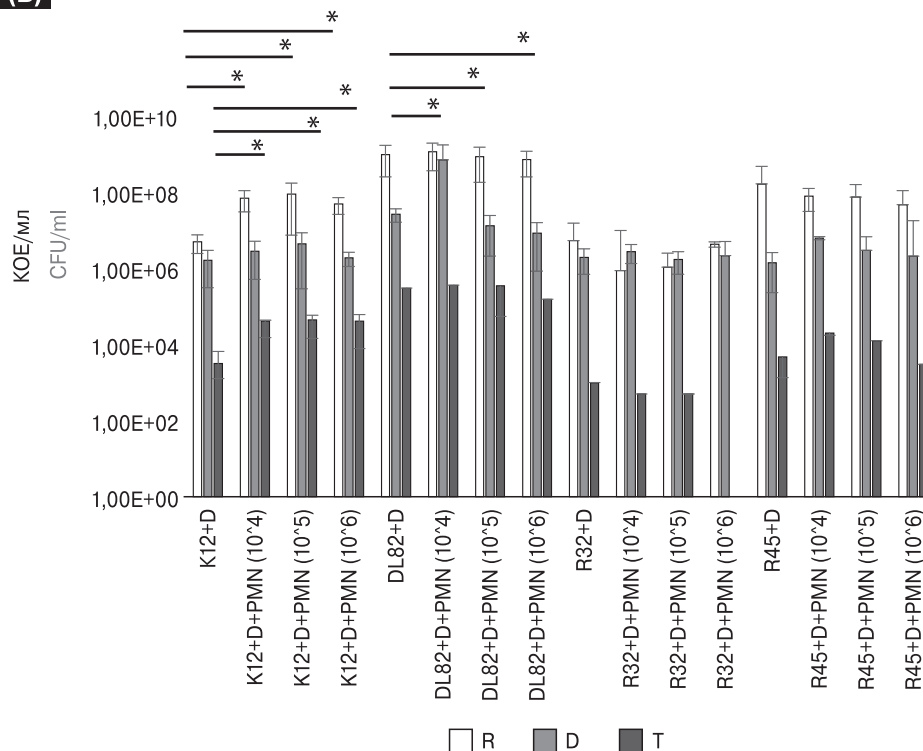 *
*
*
*
*
*
*
*
*
1,00E+10
1,00E+08
1,00E+06
1,00E+04
1,00E+02
1,00E+00
КОЕ/мл
CFU/ml
K12+D
K12+D+PMN (10^4)
K12+D+PMN (10^5)
K12+D+PMN (10^6)
DL82+D
DL82+D+PMN (10^4)
DL82+D+PMN (10^5)
DL82+D+PMN (10^6)
R32+D
R32+D+PMN (10^4)
R32+D+PMN (10^5)
R32+D+PMN (10^6)
R45+D
R45+D+PMN (10^4)
R45+D+PMN (10^5)
R45+D+PMN (10^6)
R D T